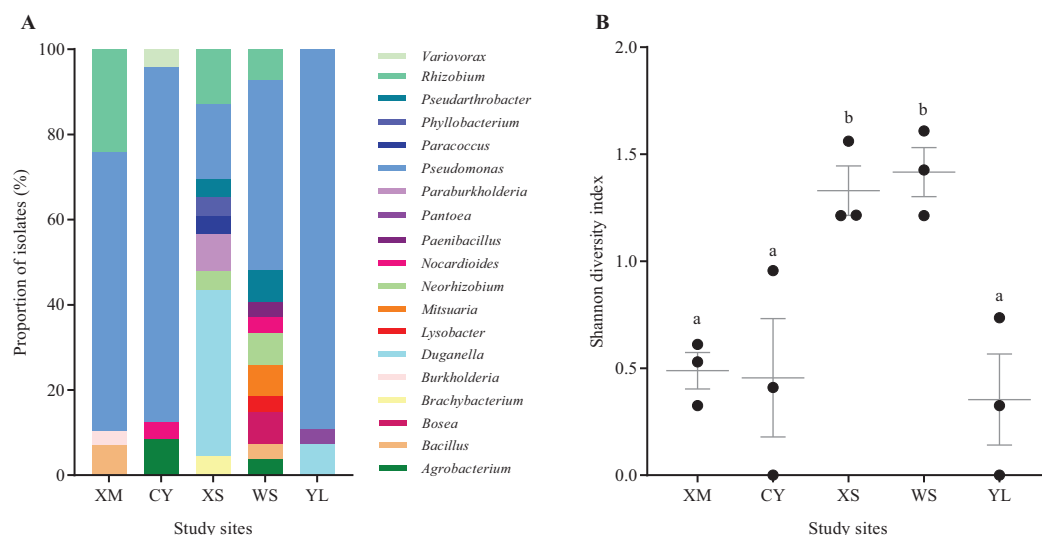 A
Proportion of isolates (%)
100
80
60
40
20
0
XM
CY
XS
WS
YL
Study sites
Variovorax
Rhizobium
Pseudarthrobacter
Phyllobacterium
Paracoccus
Pseudomonas
Paraburkholderia
Pantoea
Paenibacillus
Nocardioides
Neorhizobium
Mitsuaria
Lysobacter
Duganella
Burkholderia
Brachybacterium
Bosea
Bacillus
Agrobacterium
B
Shannon diversity index
2.0
1.5
1.0
0.5
0.0
a
a
b
b
a
XM
CY
XS
WS
YL
Study sites